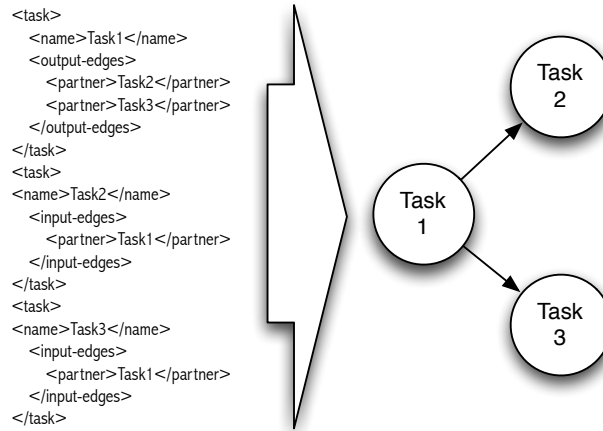 <task>
<name>Task1</name>
<output-edges>
<partner>Task2</partner>
<partner>Task3</partner>
</output-edges>
</task>
<task>
<name>Task2</name>
<input-edges>
<partner>Task1</partner>
</input-edges>
</task>
<task>
<name>Task3</name>
<input-edges>
<partner>Task1</partner>
</input-edges>
</task>
Task
1
Task
2
Task
3